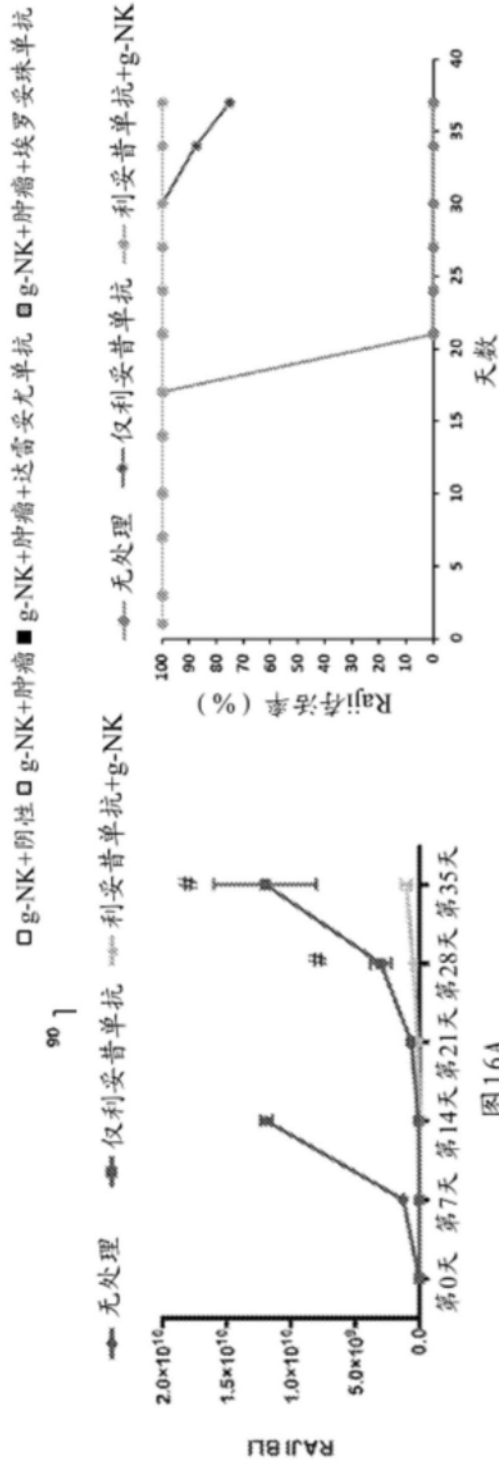 □ g-NK+阴性 □ g-NK+肿瘤 ■ g-NK+肿瘤+达雷妥尤单抗 g-NK+肿瘤+埃罗妥珠单抗
90
无处理 仅利妥昔单抗 利妥昔单抗+g-NK
RAJI BLI
2.0×10¹⁰
1.5×10¹⁰
1.0×10¹⁰
5.0×10⁹
0.0
#
#
第0天 第7天 第14天 第21天 第28天 第35天
图16A
无处理 仅利妥昔单抗 利妥昔单抗+g-NK
Raji存活率(%)
100
90
80
70
60
50
40
30
20
10
0
0 5 10 15 20 25 30 35 40
天数